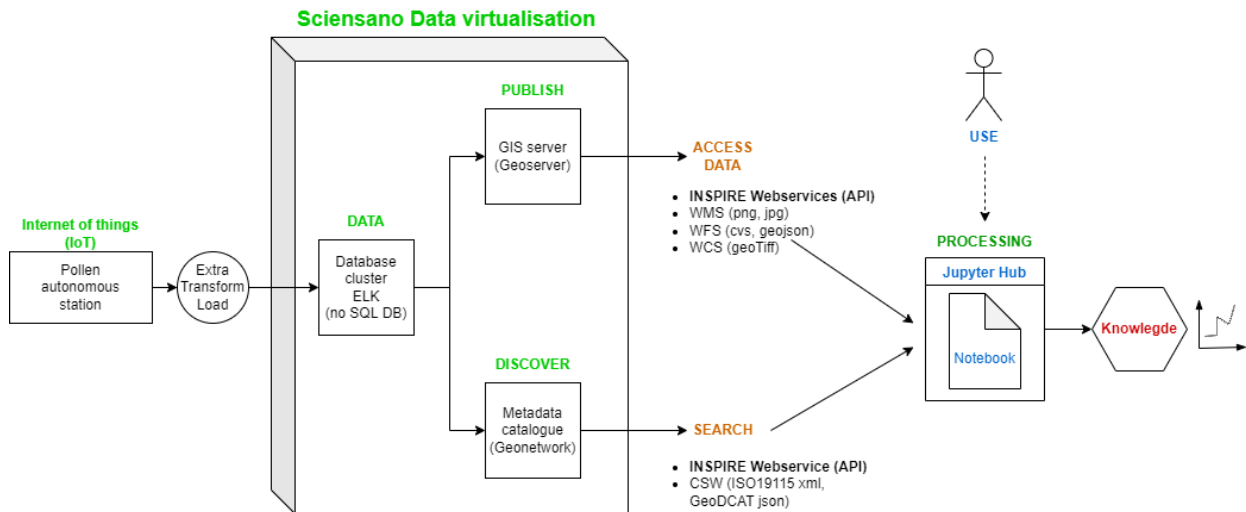 Sciensano Data virtualisation
Internet of things
(IoT)
Pollen
autonomous
station
Extra
Transform
Load
DATA
Database
cluster
ELK
(no SQL DB)
PUBLISH
GIS server
(Geoserver)
DISCOVER
Metadata
catalogue
(Geonetwork)
ACCESS
DATA
INSPIRE Webservices (API)
WMS (png, jpg)
WFS (cvs, geojson)
WCS (geoTiff)
SEARCH
INSPIRE Webservice (API)
CSW (ISO19115 xml,
GeoDCAT json)
USE
PROCESSING
Jupyter Hub
Notebook
Knowlegde